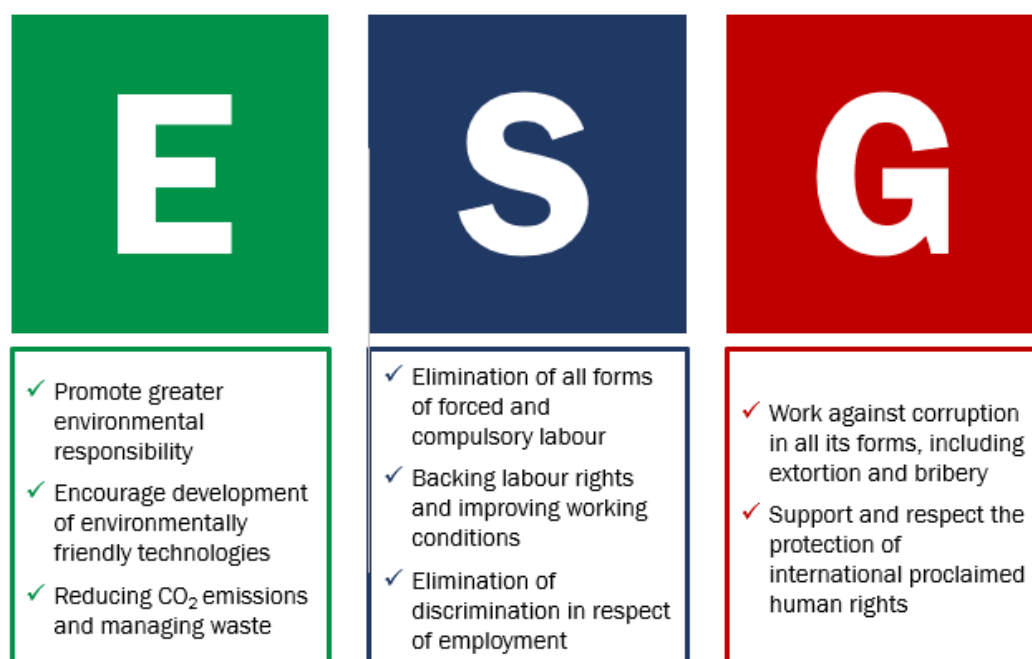 E
S
G
✓ Promote greater
environmental
responsibility
✓ Encourage development
of environmentally
friendly technologies
✓ Reducing CO₂ emissions
and managing waste
✓ Elimination of all forms
of forced and
compulsory labour
✓ Backing labour rights
and improving working
conditions
✓ Elimination of
discrimination in respect
of employment
✓ Work against corruption
in all its forms, including
extortion and bribery
✓ Support and respect the
protection of
international proclaimed
human rights